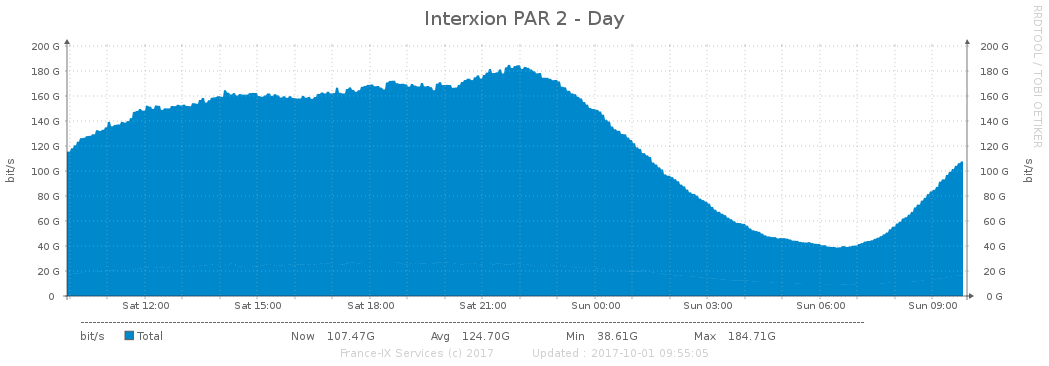 Interxion PAR 2 - Day
RRDTOOL / TOBI OETIKER
bit/s
200 G
180 G
160 G
140 G
120 G
100 G
80 G
60 G
40 G
20 G
0
200 G
180 G
160 G
140 G
120 G
100 G
80 G
60 G
40 G
20 G
0 G
bit/s
Sat 12:00 Sat 15:00 Sat 18:00 Sat 21:00 Sun 00:00 Sun 03:00 Sun 06:00 Sun 09:00
bit/s Total Now 107.47G Avg 124.70G Min 38.61G Max 184.71G
France-IX Services (c) 2017 Updated : 2017-10-01 09:55:05